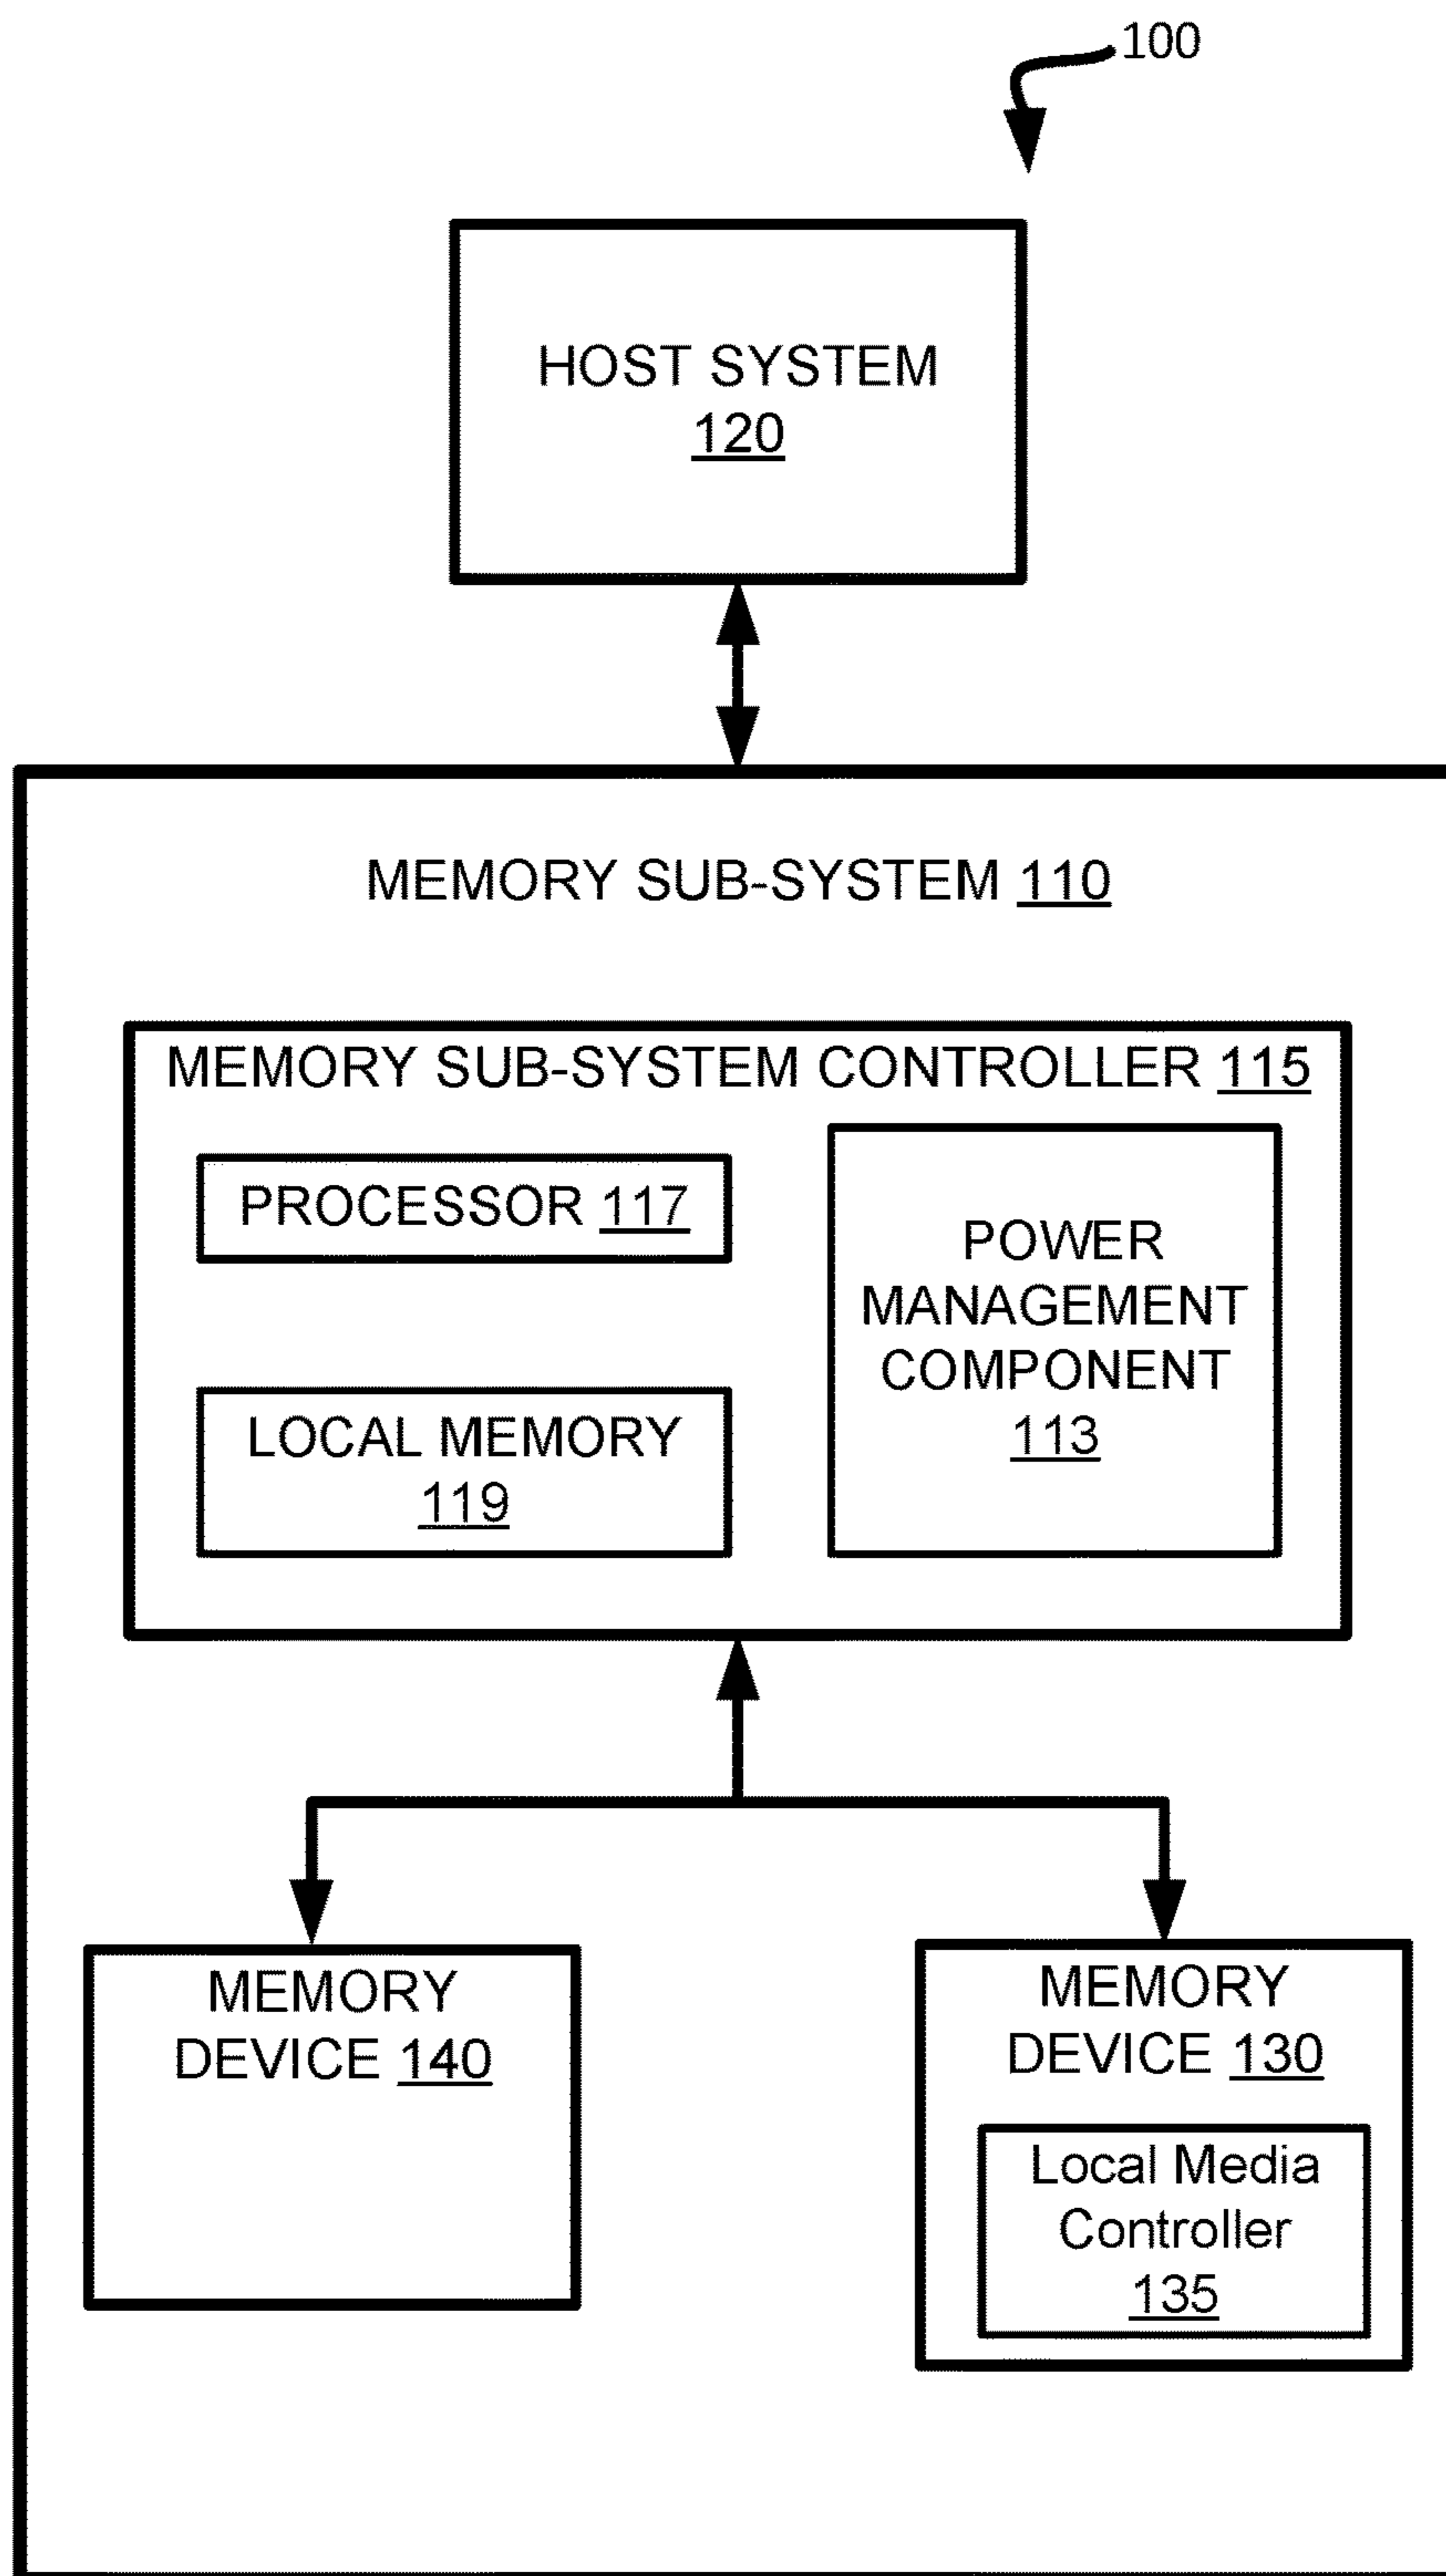 100
HOST SYSTEM
120
MEMORY SUB-SYSTEM 110
MEMORY SUB-SYSTEM CONTROLLER 115
PROCESSOR 117
POWER
MANAGEMENT
COMPONENT
113
LOCAL MEMORY
119
MEMORY
DEVICE 140
MEMORY
DEVICE 130
Local Media
Controller
135